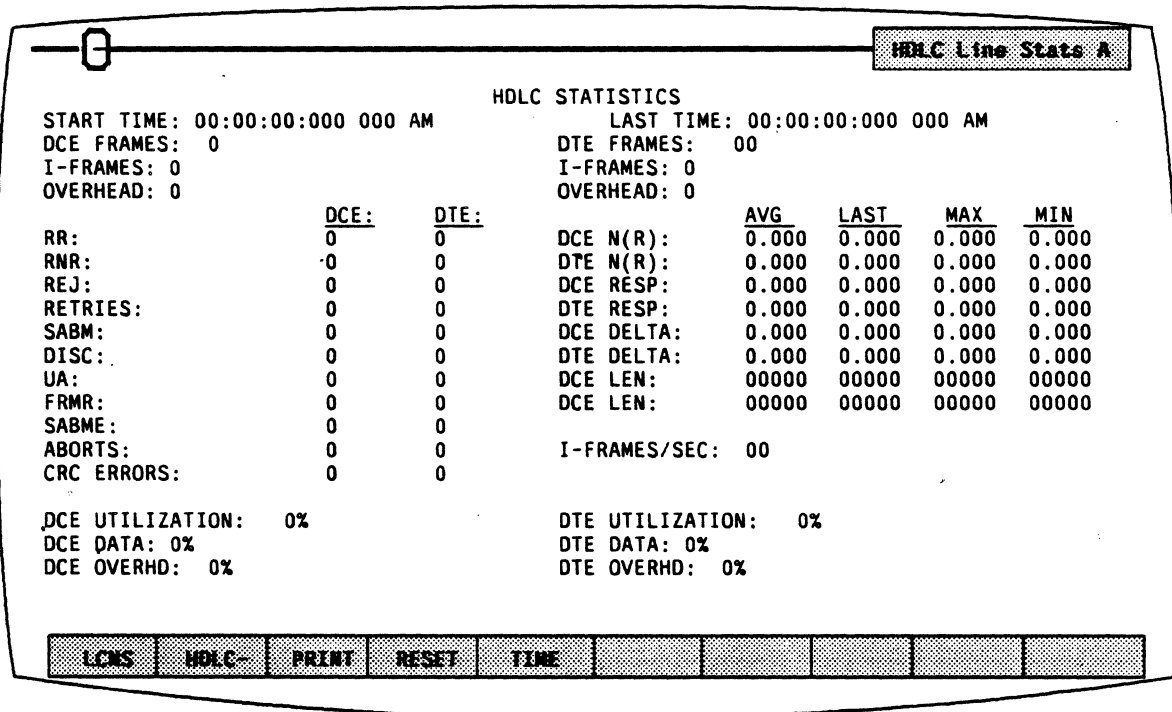 HDLC Line Stats A
HDLC STATISTICS
START TIME: 00:00:00:000 000 AM LAST TIME: 00:00:00:000 000 AM
DCE FRAMES: 0 DTE FRAMES: 00
I-FRAMES: 0 I-FRAMES: 0
OVERHEAD: 0 OVERHEAD: 0
DCE: DTE: AVG LAST MAX MIN
RR: 0 0 DCE N(R): 0.000 0.000 0.000 0.000
RNR: 0 0 DTE N(R): 0.000 0.000 0.000 0.000
REJ: 0 0 DCE RESP: 0.000 0.000 0.000 0.000
RETRIES: 0 0 DTE RESP: 0.000 0.000 0.000 0.000
SABM: 0 0 DCE DELTA: 0.000 0.000 0.000 0.000
DISC: 0 0 DTE DELTA: 0.000 0.000 0.000 0.000
UA: 0 0 DCE LEN: 00000 00000 00000 00000
FRMR: 0 0 DCE LEN: 00000 00000 00000 00000
SABME: 0 0
ABORTS: 0 0 I-FRAMES/SEC: 00
CRC ERRORS: 0 0
DCE UTILIZATION: 0% DTE UTILIZATION: 0%
DCE DATA: 0% DTE DATA: 0%
DCE OVERHD: 0% DTE OVERHD: 0%
LCNS HDLC- PRINT RESET TIME